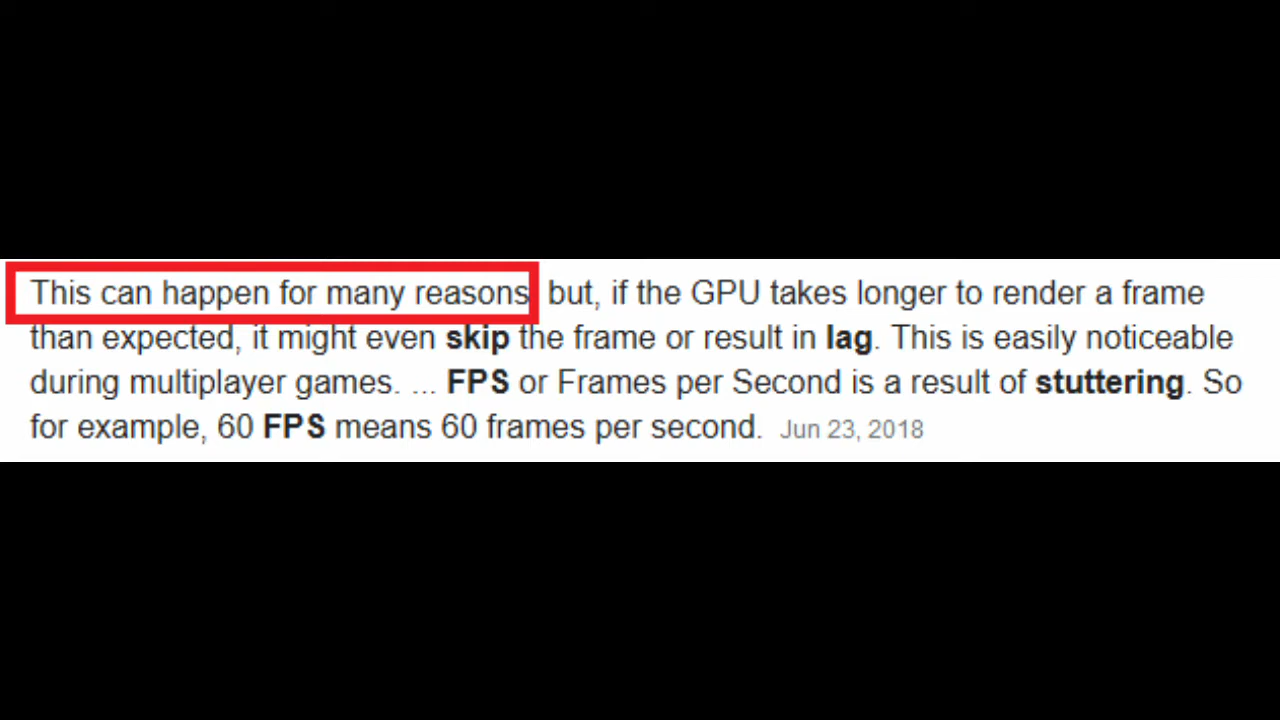 This can happen for many reasons but, if the GPU takes longer to render a frame
than expected, it might even skip the frame or result in lag. This is easily noticeable
during multiplayer games. ... FPS or Frames per Second is a result of stuttering. So
for example, 60 FPS means 60 frames per second. Jun 23, 2018